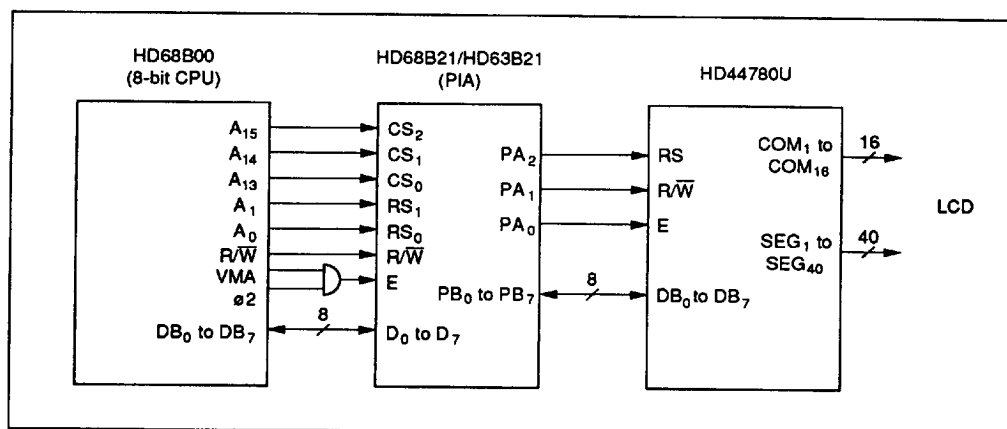 HD68B00
(8-bit CPU)
A15
A14
A13
A1
A0
R/W̅
VMA
ø2
DB0 to DB7
8
HD68B21/HD63B21
(PIA)
CS2
CS1
CS0
RS1
RS0
R/W̅
E
D0 to D7
PA2
PA1
PA0
PB0 to PB7
8
HD44780U
RS
R/W̅
E
DB0 to DB7
COM1 to
COM16
16
SEG1 to
SEG40
40
LCD